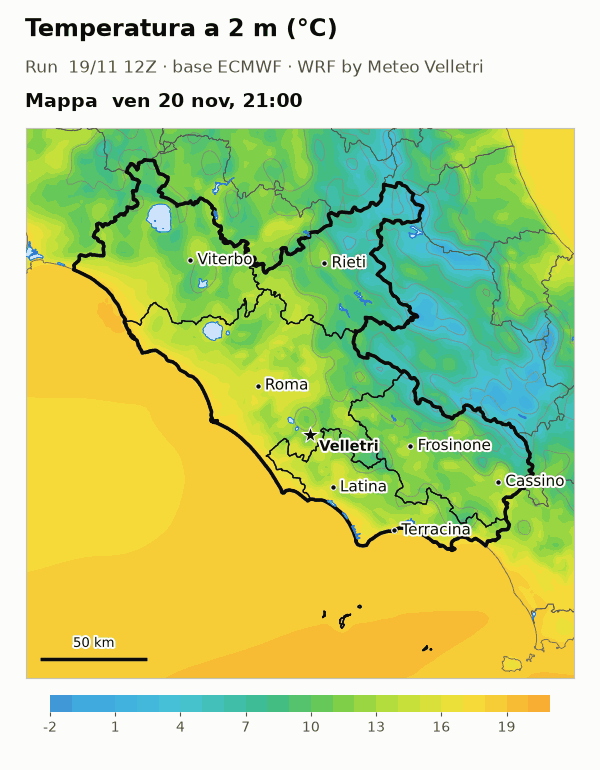 Temperatura a 2 m (°C)
Run  19/11 12Z · base ECMWF · WRF by Meteo Velletri
Mappa  ven 20 nov, 21:00
Viterbo
Rieti
Roma
Velletri
Frosinone
Cassino
Latina
Terracina
50 km
-2 1 4 7 10 13 16 19